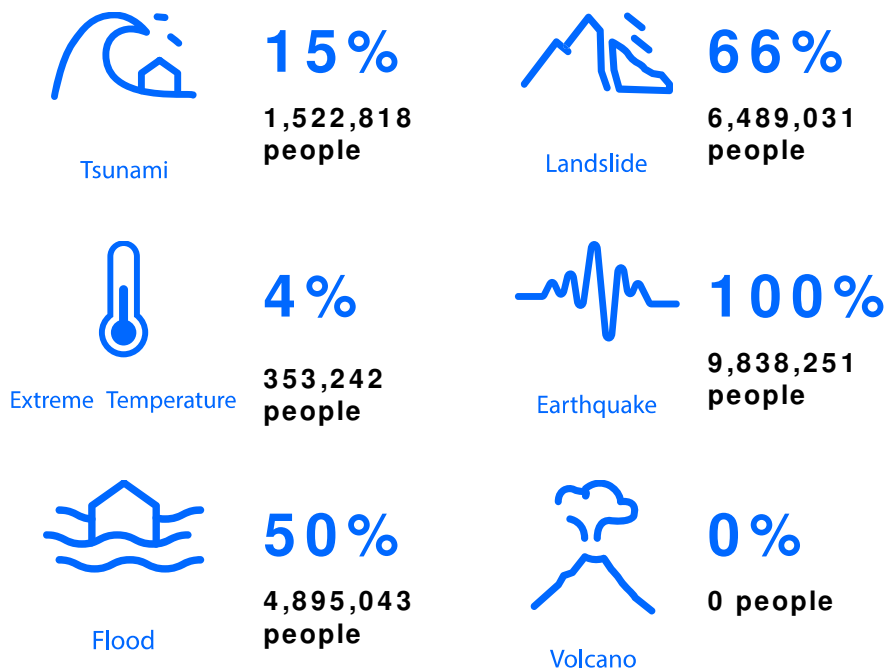 15%
1,522,818
people
Tsunami
66%
6,489,031
people
Landslide
4%
353,242
people
Extreme Temperature
100%
9,838,251
people
Earthquake
50%
4,895,043
people
Flood
0%
0 people
Volcano